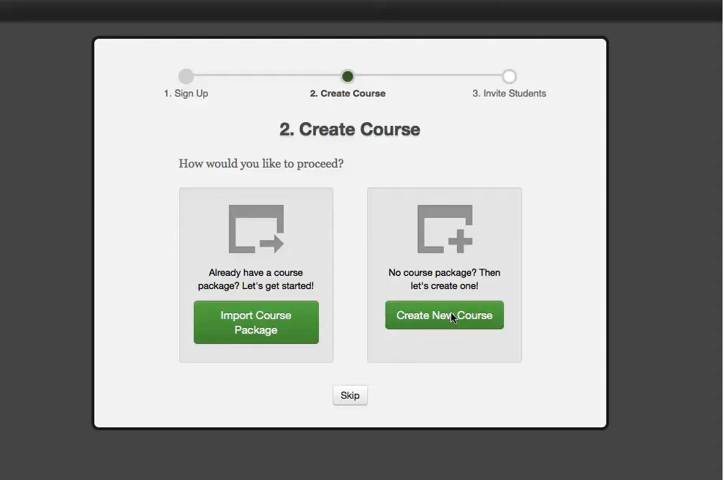 1. Sign Up
2. Create Course
3. Invite Students
2. Create Course
How would you like to proceed?
Already have a course
package? Let's get started!
Import Course
Package
No course package? Then
let's create one!
Create New Course
Skip